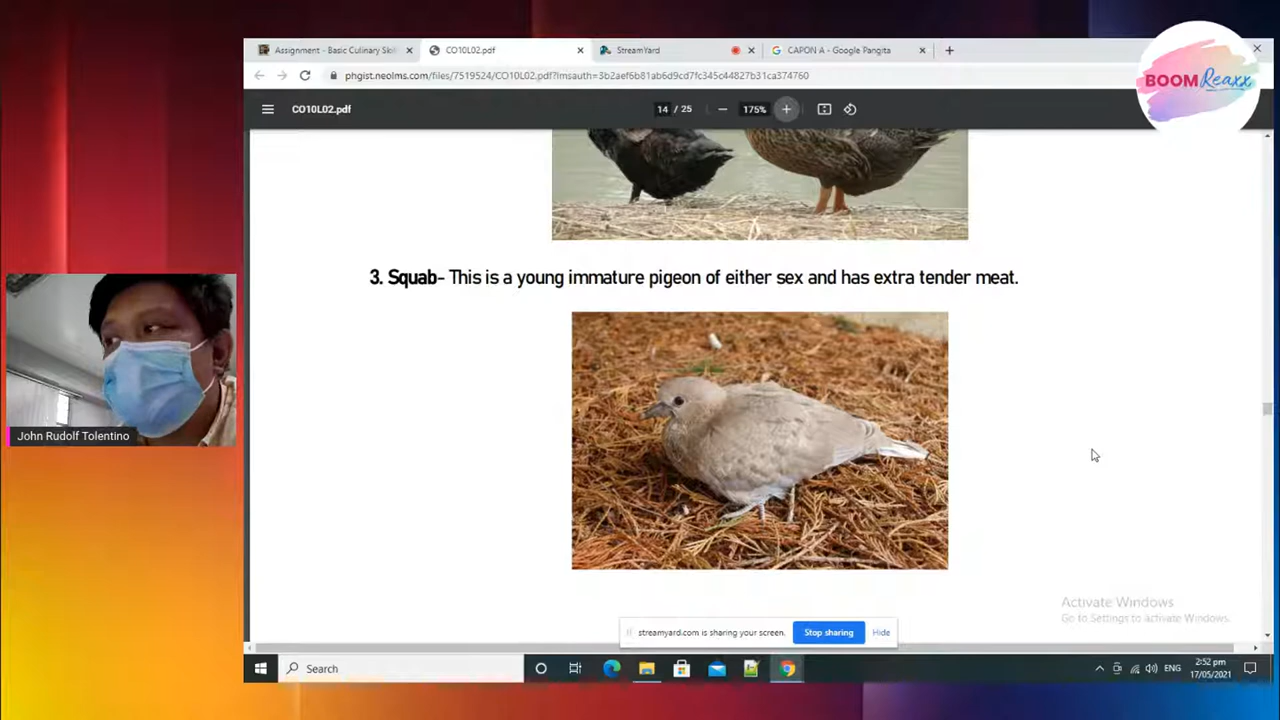 Assignment - Basic Culinary Skil
CO10L02.pdf
StreamYard
CAPON A - Google Pangita
phgist.neolms.com/files/7519524/CO10L02.pdf?lmsauth=3b2aef6b81ab6d9cd7fc345c44827b31ca374760
BOOM Reaxx
CO10L02.pdf
14 / 25
175%
3. Squab- This is a young immature pigeon of either sex and has extra tender meat.
John Rudolf Tolentino
Activate Windows
Go to Settings to activate Windows.
streamyard.com is sharing your screen.
Stop sharing
Hide
Search
ENG
2:52 pm
17/05/2021